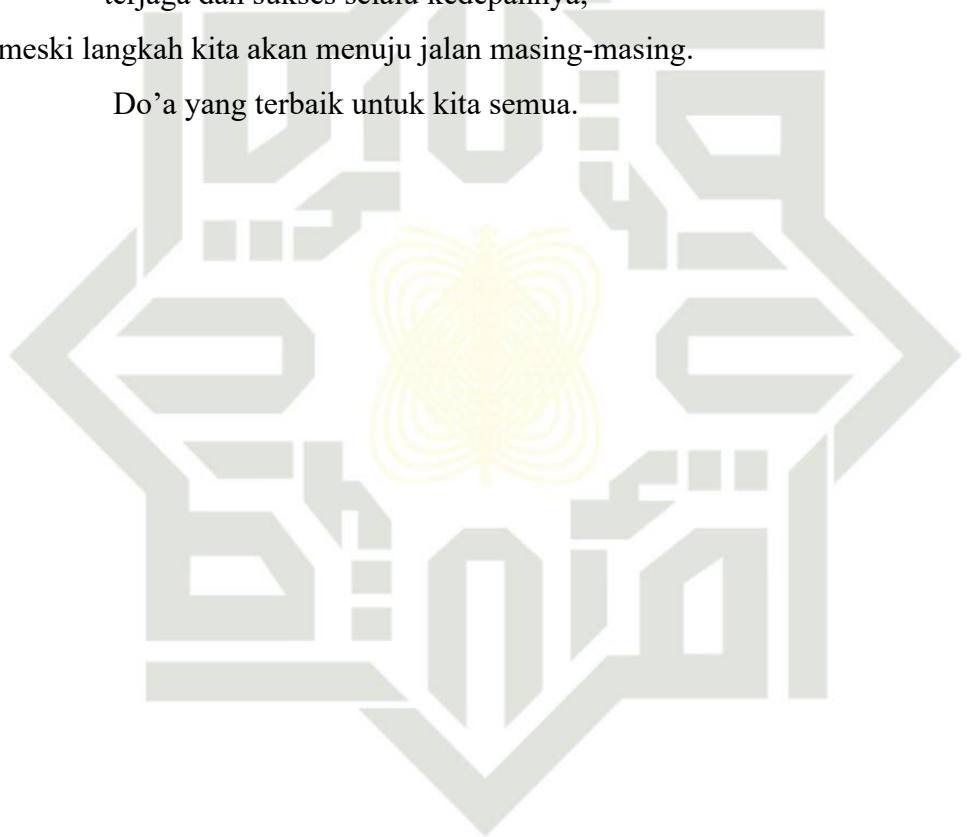 terjaga dan sukses selalu kedepannya,
meski langkah kita akan menuju jalan masing-masing.
Do’a yang terbaik untuk kita semua.